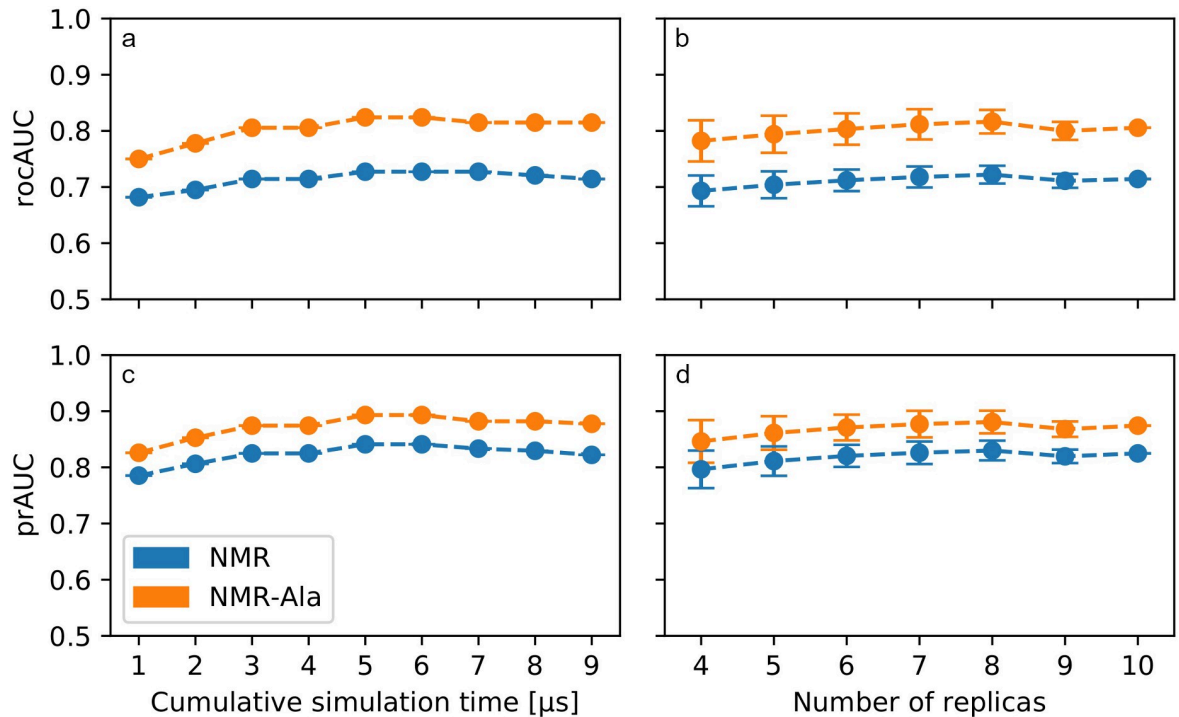 a
b
rocAUC
1.0
0.9
0.8
0.7
0.6
0.5
c
d
prAUC
1.0
0.9
0.8
0.7
0.6
0.5
NMR
NMR-Ala
1 2 3 4 5 6 7 8 9
4 5 6 7 8 9 10
Cumulative simulation time [µs]
Number of replicas